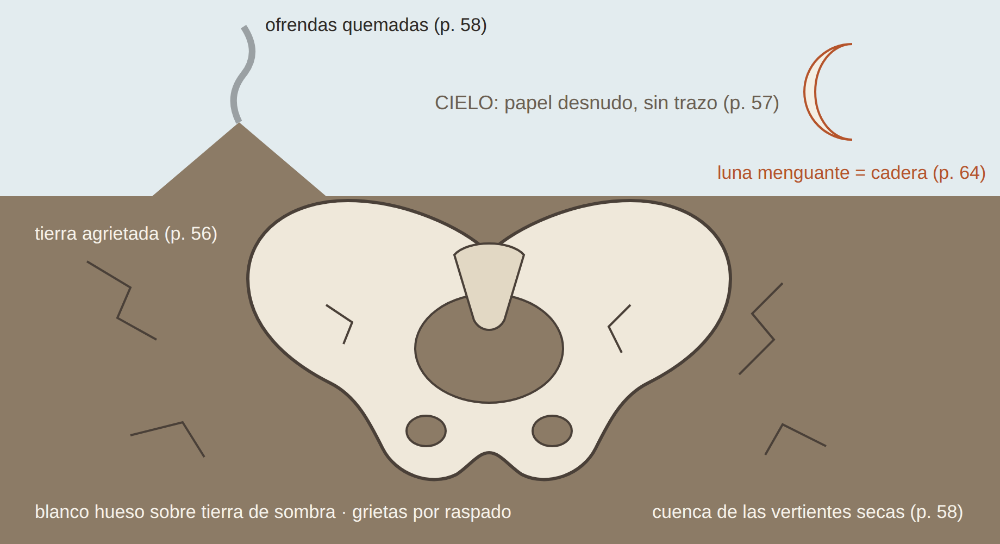 ofrendas quemadas (p. 58)
CIELO: papel desnudo, sin trazo (p. 57)
luna menguante = cadera (p. 64)
tierra agrietada (p. 56)
blanco hueso sobre tierra de sombra · grietas por raspado
cuenca de las vertientes secas (p. 58)